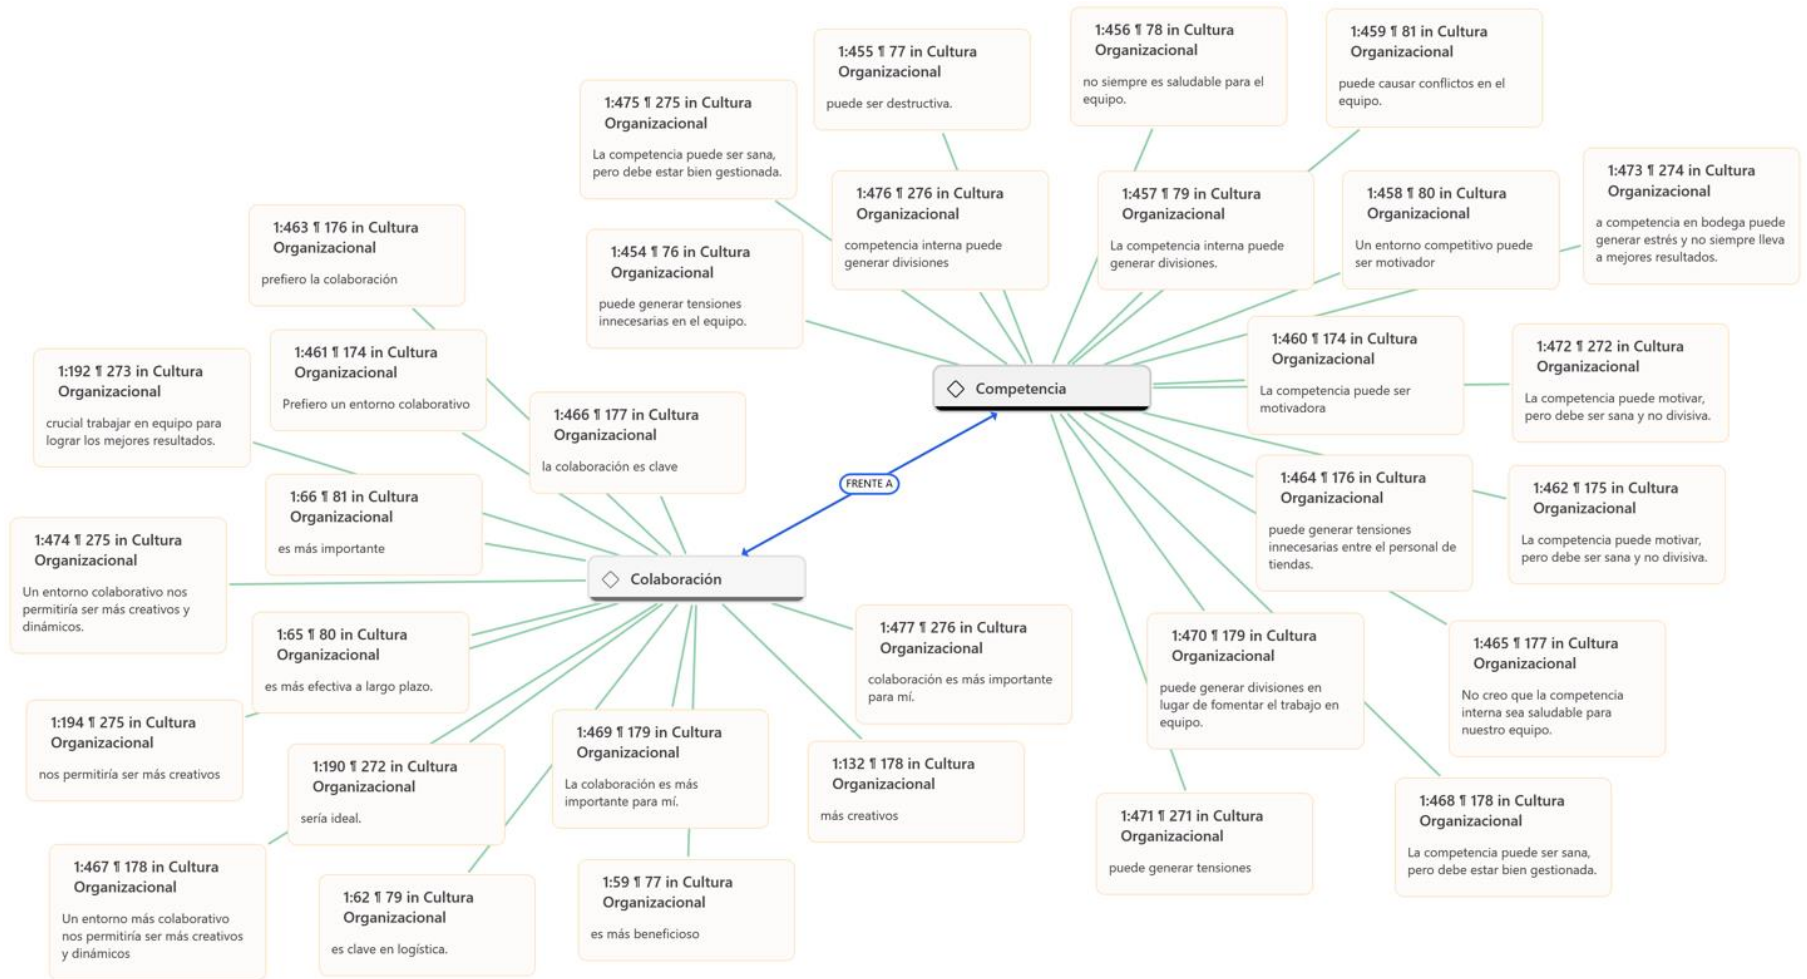 1:456 ¶ 78 in Cultura
Organizacional
no siempre es saludable para el
equipo.
1:459 ¶ 81 in Cultura
Organizacional
puede causar conflictos en el
equipo.
1:455 ¶ 77 in Cultura
Organizacional
puede ser destructiva.
1:475 ¶ 275 in Cultura
Organizacional
La competencia puede ser sana,
pero debe estar bien gestionada.
1:473 ¶ 274 in Cultura
Organizacional
a competencia en bodega puede
generar estrés y no siempre lleva
a mejores resultados.
1:476 ¶ 276 in Cultura
Organizacional
competencia interna puede
generar divisiones
1:457 ¶ 79 in Cultura
Organizacional
La competencia interna puede
generar divisiones.
1:458 ¶ 80 in Cultura
Organizacional
Un entorno competitivo puede
ser motivador
1:463 ¶ 176 in Cultura
Organizacional
prefiero la colaboración
1:454 ¶ 76 in Cultura
Organizacional
puede generar tensiones
innecesarias en el equipo.
1:460 ¶ 174 in Cultura
Organizacional
La competencia puede ser
motivadora
1:472 ¶ 272 in Cultura
Organizacional
La competencia puede motivar,
pero debe ser sana y no divisiva.
1:461 ¶ 174 in Cultura
Organizacional
Prefiero un entorno colaborativo
1:192 ¶ 273 in Cultura
Organizacional
crucial trabajar en equipo para
lograr los mejores resultados.
Competencia
1:466 ¶ 177 in Cultura
Organizacional
la colaboración es clave
FRENTE A
1:464 ¶ 176 in Cultura
Organizacional
puede generar tensiones
innecesarias entre el personal de
tiendas.
1:462 ¶ 175 in Cultura
Organizacional
La competencia puede motivar,
pero debe ser sana y no divisiva.
1:66 ¶ 81 in Cultura
Organizacional
es más importante
1:474 ¶ 275 in Cultura
Organizacional
Un entorno colaborativo nos
permitiría ser más creativos y
dinámicos.
Colaboración
1:65 ¶ 80 in Cultura
Organizacional
es más efectiva a largo plazo.
1:477 ¶ 276 in Cultura
Organizacional
colaboración es más importante
para mí.
1:470 ¶ 179 in Cultura
Organizacional
puede generar divisiones en
lugar de fomentar el trabajo en
equipo.
1:465 ¶ 177 in Cultura
Organizacional
No creo que la competencia
interna sea saludable para
nuestro equipo.
1:194 ¶ 275 in Cultura
Organizacional
nos permitiría ser más creativos
1:190 ¶ 272 in Cultura
Organizacional
sería ideal.
1:469 ¶ 179 in Cultura
Organizacional
La colaboración es más
importante para mí.
1:132 ¶ 178 in Cultura
Organizacional
más creativos
1:471 ¶ 271 in Cultura
Organizacional
puede generar tensiones
1:468 ¶ 178 in Cultura
Organizacional
La competencia puede ser sana,
pero debe estar bien gestionada.
1:467 ¶ 178 in Cultura
Organizacional
Un entorno más colaborativo
nos permitiría ser más creativos
y dinámicos
1:62 ¶ 79 in Cultura
Organizacional
es clave en logística.
1:59 ¶ 77 in Cultura
Organizacional
es más beneficioso